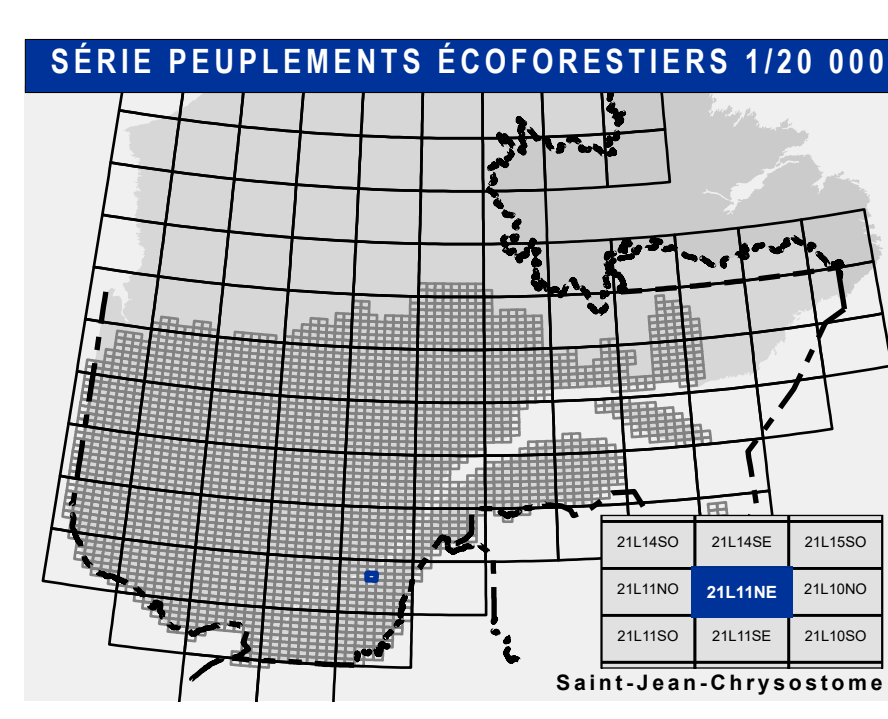 SÉRIE PEUPLEMENTS ÉCOFORESTIERS 1/20 000
21L14SO 21L14SE 21L15SO
21L11NO 21L11NE 21L10NO
21L11SO 21L11SE 21L10SO
Saint-Jean-Chrysostome